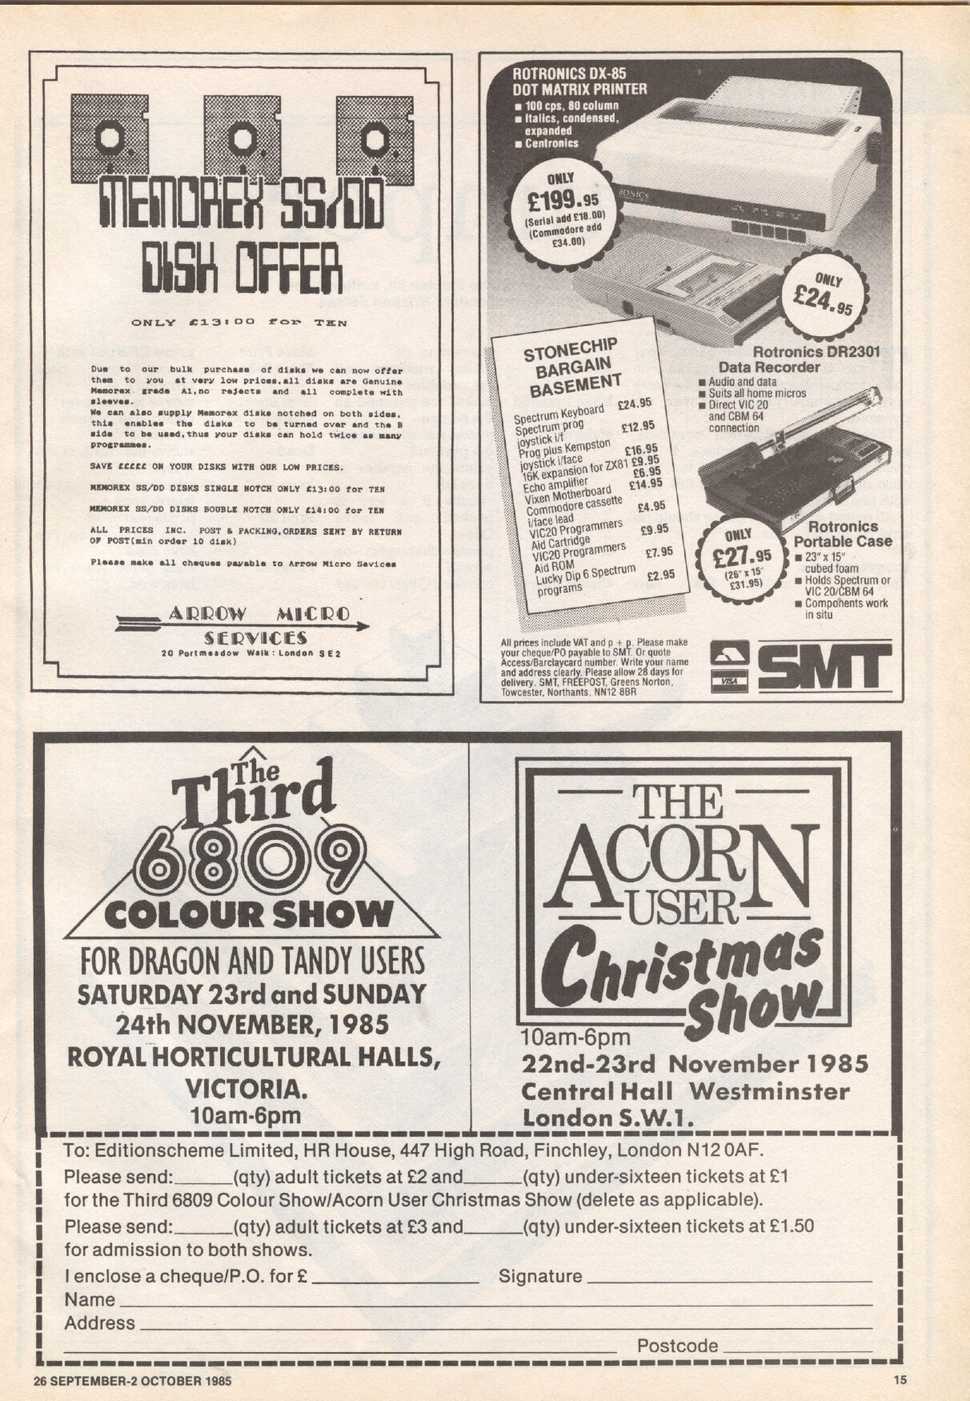 MEMOREX SS/DD
DISK OFFER
ONLY £13:00 for TEN
Due to our bulk purchase of disks we can now offer
them to you at very low prices,all disks are Genuine
Memorex grade A1,no rejects and all complete with
sleeves.
We can also supply Memorex disks notched on both sides,
this enables the disks to be turned over and the B
side to be used,thus your disks can hold twice as many
programmes.
SAVE £££££ ON YOUR DISKS WITH OUR LOW PRICES.
MEMOREX SS/DD DISKS SINGLE NOTCH ONLY £13:00 for TEN
MEMOREX SS/DD DISKS BOUBLE NOTCH ONLY £14:00 for TEN
ALL PRICES INC. POST & PACKING,ORDERS SENT BY RETURN
OF POST(min order 10 disk)
Please make all cheques payable to Arrow Micro Sevices
ARROW MICRO
SERVICES
20 Portmeadow Walk: London SE2
ROTRONICS DX-85
DOT MATRIX PRINTER
■ 100 cps, 80 column
■ Italics, condensed,
expanded
■ Centronics
ONLY
£199.95
(Serial add £18.00)
(Commodore add
£34.00)
ONLY
£24.95
STONECHIP
BARGAIN
BASEMENT
Spectrum Keyboard £24.95
Spectrum prog
joystick i/f £12.95
Prog plus Kempston
joystick i/face £16.95
16K expansion for ZX81 £9.95
Echo amplifier £6.95
Vixen Motherboard £14.95
Commodore cassette
i/face lead £4.95
VIC20 Programmers
Aid Cartridge £9.95
VIC20 Programmers
Aid ROM £7.95
Lucky Dip 6 Spectrum
programs £2.95
Rotronics DR2301
Data Recorder
■ Audio and data
■ Suits all home micros
■ Direct VIC 20
and CBM 64
connection
ONLY
£27.95
(26" x 15"
£31.95)
Rotronics
Portable Case
■ 23" x 15"
cubed foam
■ Holds Spectrum or
VIC 20/CBM 64
■ Components work
in situ
All prices include VAT and p + p. Please make
your cheque/PO payable to SMT. Or quote
Access/Barclaycard number. Write your name
and address clearly. Please allow 28 days for
delivery. SMT, FREEPOST, Greens Norton,
Towcester, Northants, NN12 8BR
VISA
SMT
The
Third
6809
COLOUR SHOW
FOR DRAGON AND TANDY USERS
SATURDAY 23rd and SUNDAY
24th NOVEMBER, 1985
ROYAL HORTICULTURAL HALLS,
VICTORIA.
10am-6pm
THE
ACORN
USER
Christmas
Show
10am-6pm
22nd-23rd November 1985
Central Hall Westminster
London S.W.1.
To: Editionscheme Limited, HR House, 447 High Road, Finchley, London N12 0AF.
Please send:______(qty) adult tickets at £2 and______(qty) under-sixteen tickets at £1
for the Third 6809 Colour Show/Acorn User Christmas Show (delete as applicable).
Please send:______(qty) adult tickets at £3 and______(qty) under-sixteen tickets at £1.50
for admission to both shows.
I enclose a cheque/P.O. for £ ______ Signature ______
Name ______
Address ______
Postcode ______
26 SEPTEMBER-2 OCTOBER 1985
15